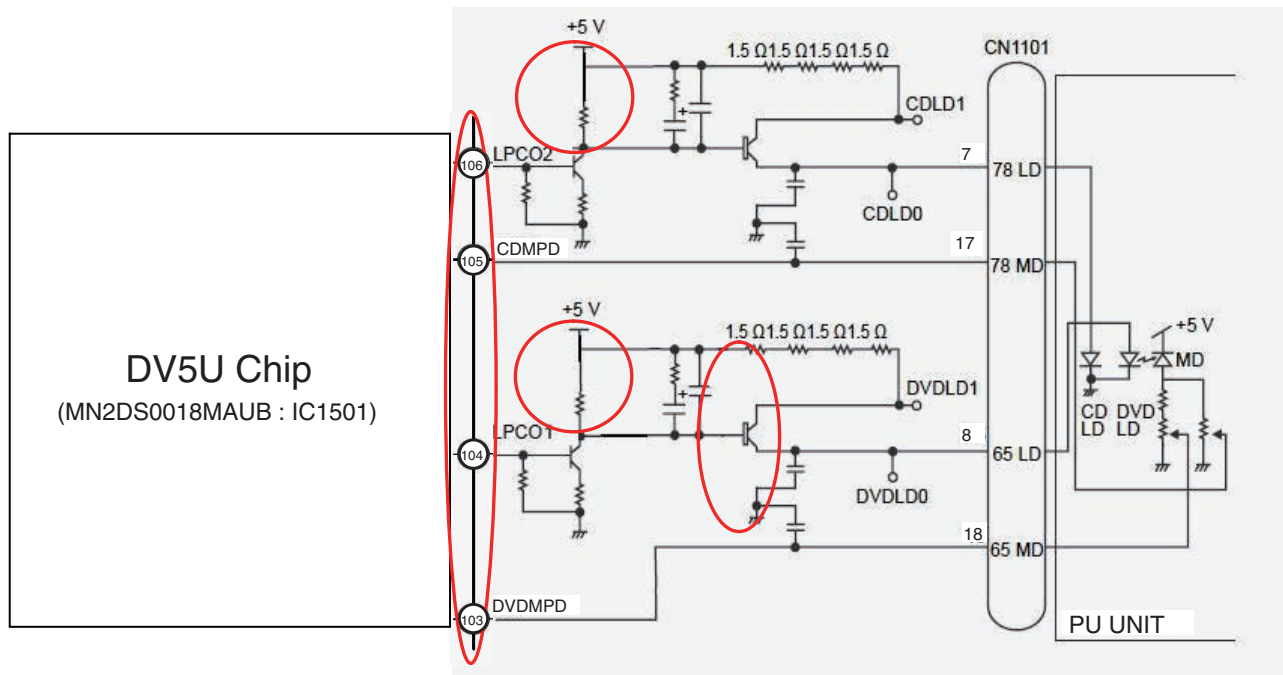 +5 V
1.5 Ω1.5 Ω1.5 Ω1.5 Ω
CN1101
CDLD1
106
LPCO2
7
78 LD
CDLD0
105
CDMPD
17
78 MD
+5 V
1.5 Ω1.5 Ω1.5 Ω1.5 Ω
+5 V
MD
DV5U Chip
(MN2DS0018MAUB : IC1501)
DVDLD1
CD DVD
LD LD
104
LPCO1
8
65 LD
DVDLD0
18
65 MD
103
DVDMPD
PU UNIT